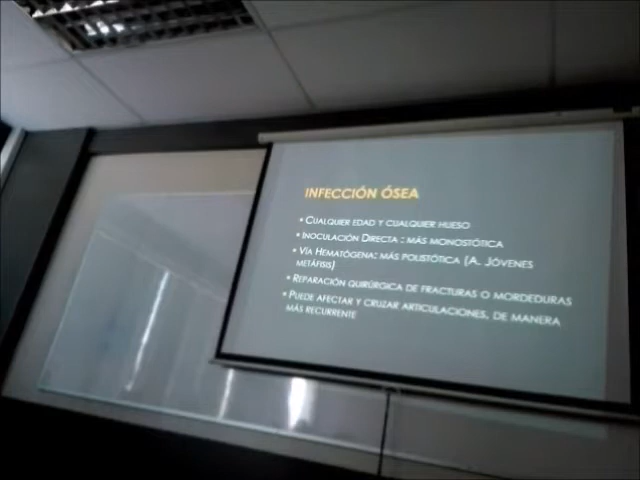 INFECCIÓN ÓSEA
• CUALQUIER EDAD Y CUALQUIER HUESO
• INOCULACIÓN DIRECTA : MÁS MONOSTÓTICA
• VÍA HEMATÓGENA: MÁS POLISTÓTICA (A. JÓVENES
METÁFISIS)
• REPARACIÓN QUIRÚRGICA DE FRACTURAS O MORDEDURAS
• PUEDE AFECTAR Y CRUZAR ARTICULACIONES, DE MANERA
MÁS RECURRENTE